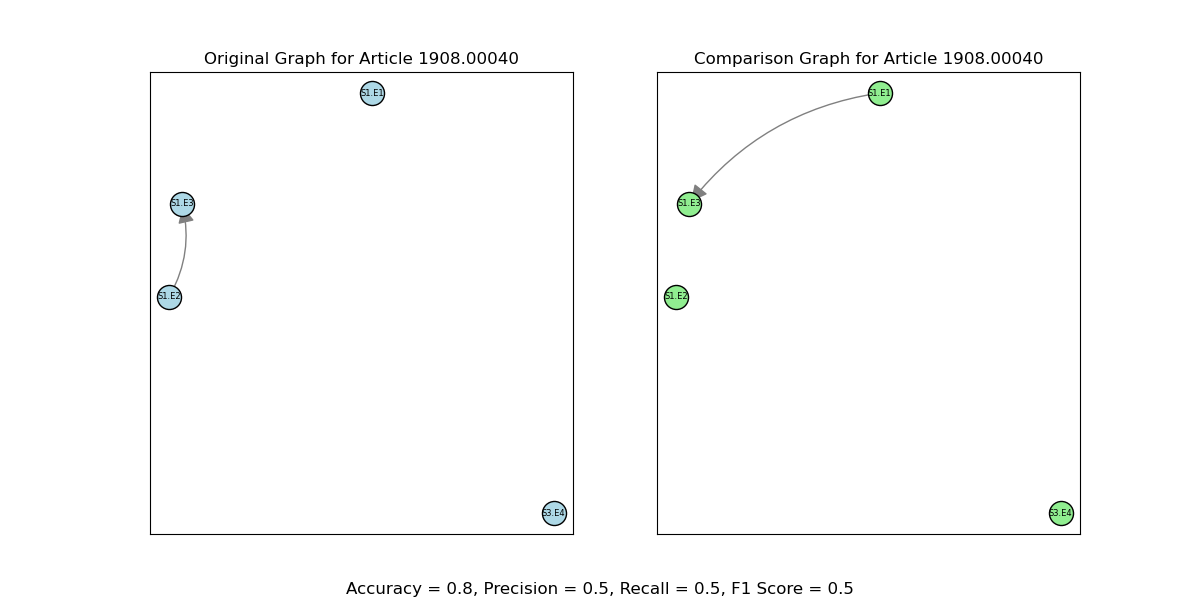 Original Graph for Article 1908.00040
Comparison Graph for Article 1908.00040
S1.E1
S1.E1
S1.E3
S1.E3
S1.E2
S1.E2
S3.E4
S3.E4
Accuracy = 0.8, Precision = 0.5, Recall = 0.5, F1 Score = 0.5